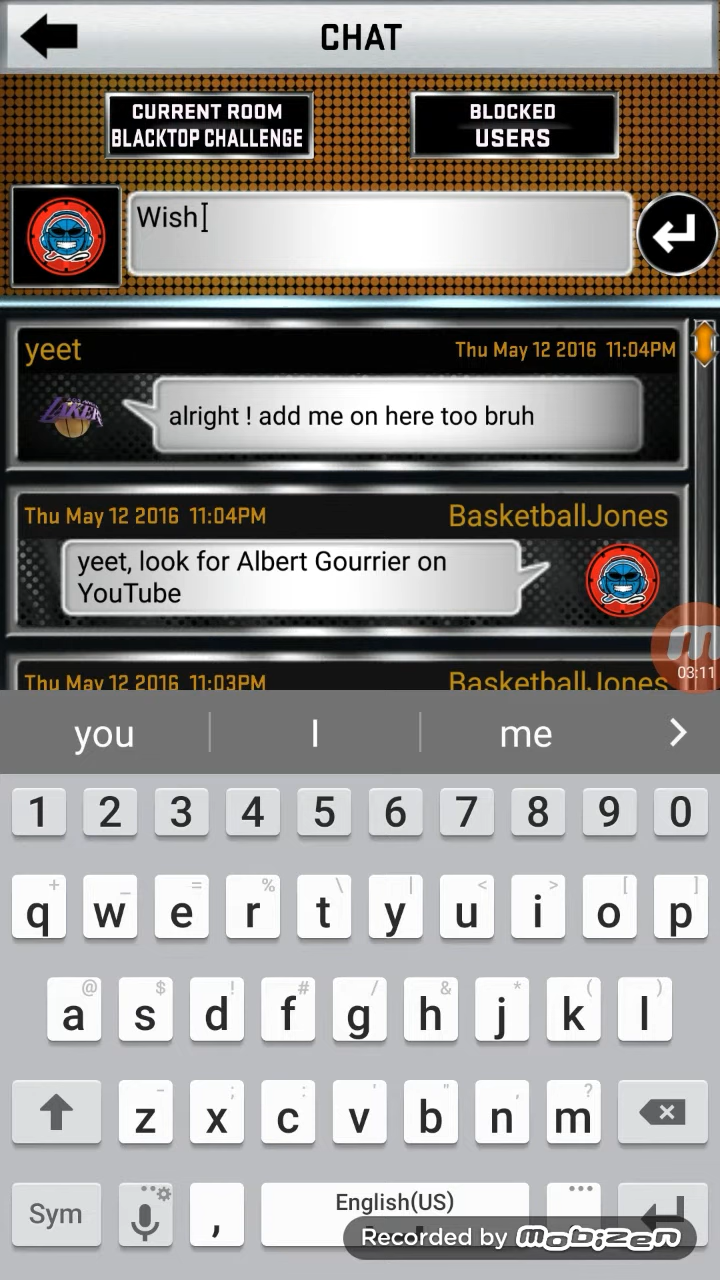 CHAT
CURRENT ROOM
BLACKTOP CHALLENGE
BLOCKED
USERS
Wish
yeet
Thu May 12 2016 11:04PM
LAKER
alright ! add me on here too bruh
Thu May 12 2016 11:04PM
BasketballJones
yeet, look for Albert Gourrier on
YouTube
Thu May 12 2016 11:03PM
BasketballJones
03:11
you I me >
1 2 3 4 5 6 7 8 9 0
+ _ = % \ | < > [ ]
q w e r t y u i o p
@ $ ! # / & * ( )
a s d f g h j k l
- ; : ' " , ?
z x c v b n m
Sym , English(US)
Recorded by mobizen